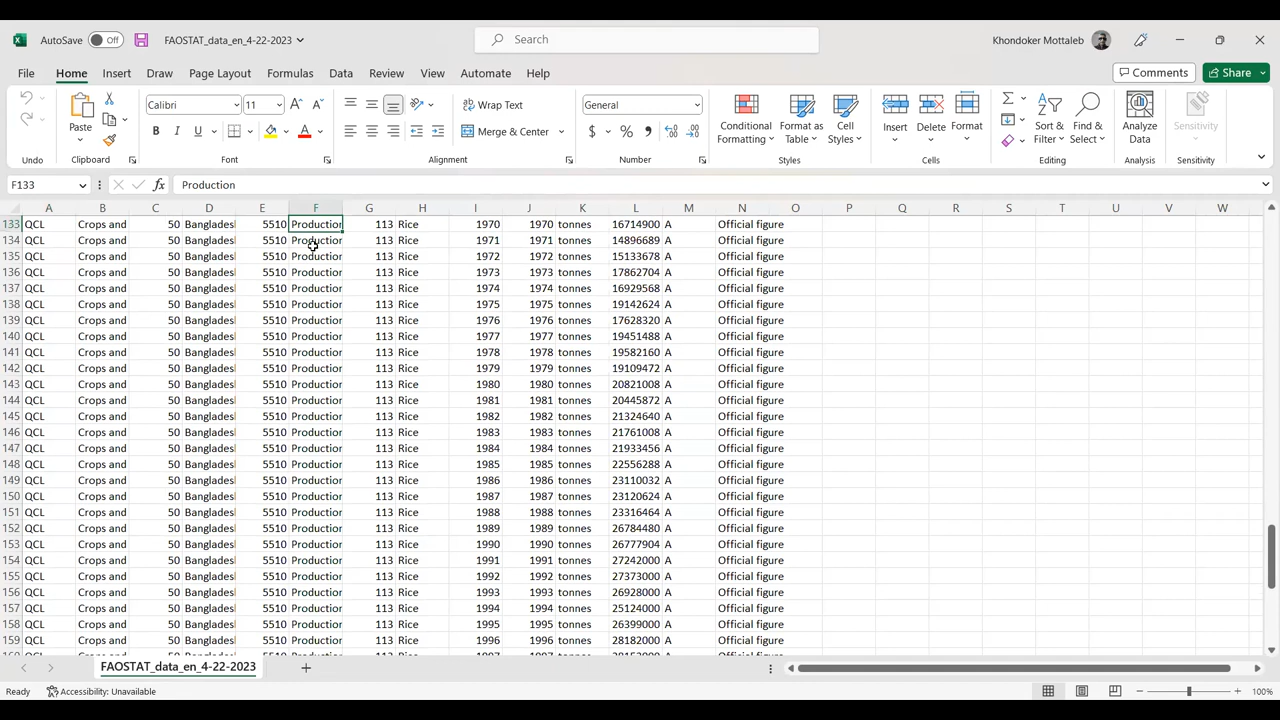 AutoSave Off FAOSTAT_data_en_4-22-2023 Search Khondoker Mottaleb
File Home Insert Draw Page Layout Formulas Data Review View Automate Help Comments Share
Calibri 11 Wrap Text General
Paste B I U Merge & Center $ % Conditional Formatting Format as Table Cell Styles Insert Delete Format Sort & Filter Find & Select Analyze Data Sensitivity
Undo Clipboard Font Alignment Number Styles Cells Editing Analysis Sensitivity
F133 fx Production
A B C D E F G H I J K L M N O P Q R S T U V W
133 QCL Crops and 50 Banglades 5510 Production 113 Rice 1970 1970 tonnes 16714900 A Official figure
134 QCL Crops and 50 Banglades 5510 Production 113 Rice 1971 1971 tonnes 14896689 A Official figure
135 QCL Crops and 50 Banglades 5510 Production 113 Rice 1972 1972 tonnes 15133678 A Official figure
136 QCL Crops and 50 Banglades 5510 Production 113 Rice 1973 1973 tonnes 17862704 A Official figure
137 QCL Crops and 50 Banglades 5510 Production 113 Rice 1974 1974 tonnes 16929568 A Official figure
138 QCL Crops and 50 Banglades 5510 Production 113 Rice 1975 1975 tonnes 19142624 A Official figure
139 QCL Crops and 50 Banglades 5510 Production 113 Rice 1976 1976 tonnes 17628320 A Official figure
140 QCL Crops and 50 Banglades 5510 Production 113 Rice 1977 1977 tonnes 19451488 A Official figure
141 QCL Crops and 50 Banglades 5510 Production 113 Rice 1978 1978 tonnes 19582160 A Official figure
142 QCL Crops and 50 Banglades 5510 Production 113 Rice 1979 1979 tonnes 19109472 A Official figure
143 QCL Crops and 50 Banglades 5510 Production 113 Rice 1980 1980 tonnes 20821008 A Official figure
144 QCL Crops and 50 Banglades 5510 Production 113 Rice 1981 1981 tonnes 20445872 A Official figure
145 QCL Crops and 50 Banglades 5510 Production 113 Rice 1982 1982 tonnes 21324640 A Official figure
146 QCL Crops and 50 Banglades 5510 Production 113 Rice 1983 1983 tonnes 21761008 A Official figure
147 QCL Crops and 50 Banglades 5510 Production 113 Rice 1984 1984 tonnes 21933456 A Official figure
148 QCL Crops and 50 Banglades 5510 Production 113 Rice 1985 1985 tonnes 22556288 A Official figure
149 QCL Crops and 50 Banglades 5510 Production 113 Rice 1986 1986 tonnes 23110032 A Official figure
150 QCL Crops and 50 Banglades 5510 Production 113 Rice 1987 1987 tonnes 23120624 A Official figure
151 QCL Crops and 50 Banglades 5510 Production 113 Rice 1988 1988 tonnes 23316464 A Official figure
152 QCL Crops and 50 Banglades 5510 Production 113 Rice 1989 1989 tonnes 26784480 A Official figure
153 QCL Crops and 50 Banglades 5510 Production 113 Rice 1990 1990 tonnes 26777904 A Official figure
154 QCL Crops and 50 Banglades 5510 Production 113 Rice 1991 1991 tonnes 27242000 A Official figure
155 QCL Crops and 50 Banglades 5510 Production 113 Rice 1992 1992 tonnes 27373000 A Official figure
156 QCL Crops and 50 Banglades 5510 Production 113 Rice 1993 1993 tonnes 26928000 A Official figure
157 QCL Crops and 50 Banglades 5510 Production 113 Rice 1994 1994 tonnes 25124000 A Official figure
158 QCL Crops and 50 Banglades 5510 Production 113 Rice 1995 1995 tonnes 26399000 A Official figure
159 QCL Crops and 50 Banglades 5510 Production 113 Rice 1996 1996 tonnes 28182000 A Official figure
FAOSTAT_data_en_4-22-2023
Ready Accessibility: Unavailable 100%